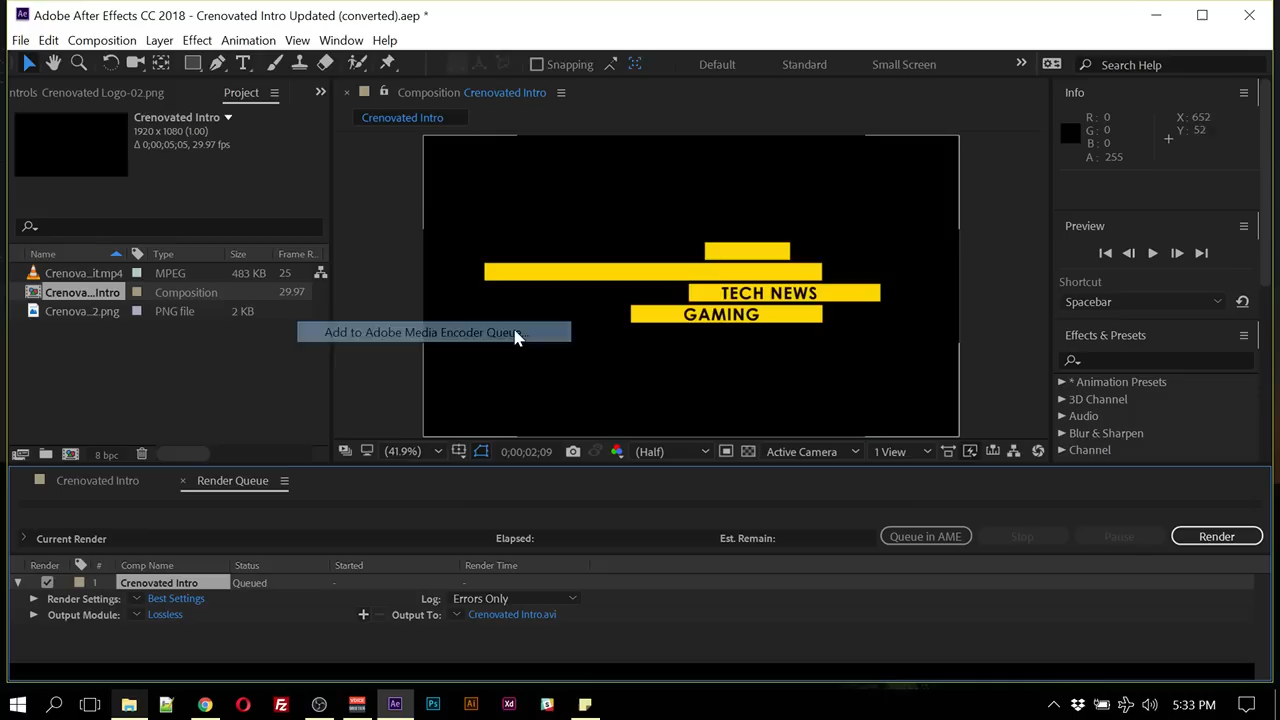 Ae Adobe After Effects CC 2018 - Crenovated Intro Updated (converted).aep *
File Edit Composition Layer Effect Animation View Window Help
T Snapping Default Standard Small Screen » Search Help
ntrols Crenovated Logo-02.png Project »
Crenovated Intro
1920 x 1080 (1.00)
Δ 0;00;05;05, 29.97 fps
Name Type Size Frame R...
Crenova...it.mp4 MPEG 483 KB 25
Crenova...Intro Composition 29.97
Crenova...2.png PNG file 2 KB
8 bpc
Composition Crenovated Intro
Crenovated Intro
TECH NEWS
GAMING
Add to Adobe Media Encoder Queue...
(41.9%) 0;00;02;09 (Half) Active Camera 1 View
Info
R: 0 X: 652
G: 0 Y: 52
B: 0
A: 255
Preview
Shortcut
Spacebar
Effects & Presets
* Animation Presets
3D Channel
Audio
Blur & Sharpen
Channel
Crenovated Intro × Render Queue
Current Render Elapsed: Est. Remain: Queue in AME Stop Pause Render
Render # Comp Name Status Started Render Time
1 Crenovated Intro Queued - -
Render Settings: Best Settings Log: Errors Only
Output Module: Lossless + Output To: Crenovated Intro.avi
VOICE MEETER Ae Ps Ai Xd 5:33 PM